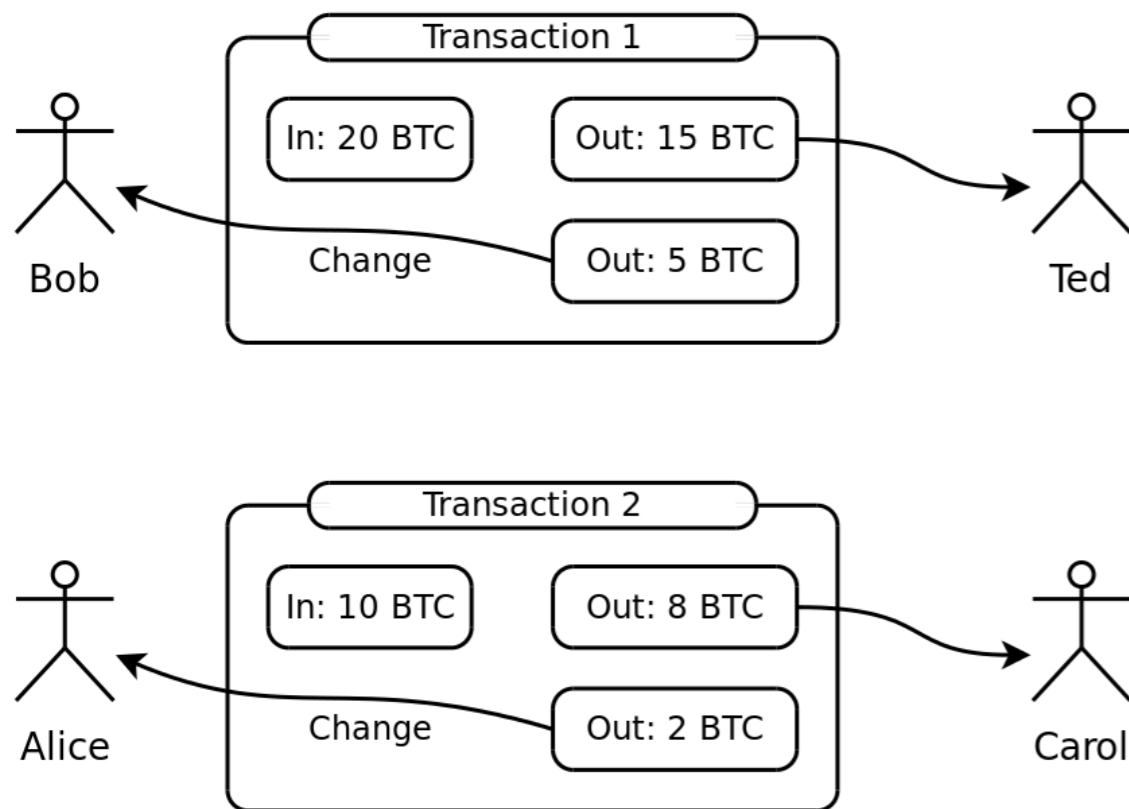 Transaction 1
In: 20 BTC
Out: 15 BTC
Change
Out: 5 BTC
Bob
Ted
Transaction 2
In: 10 BTC
Out: 8 BTC
Change
Out: 2 BTC
Alice
Carol